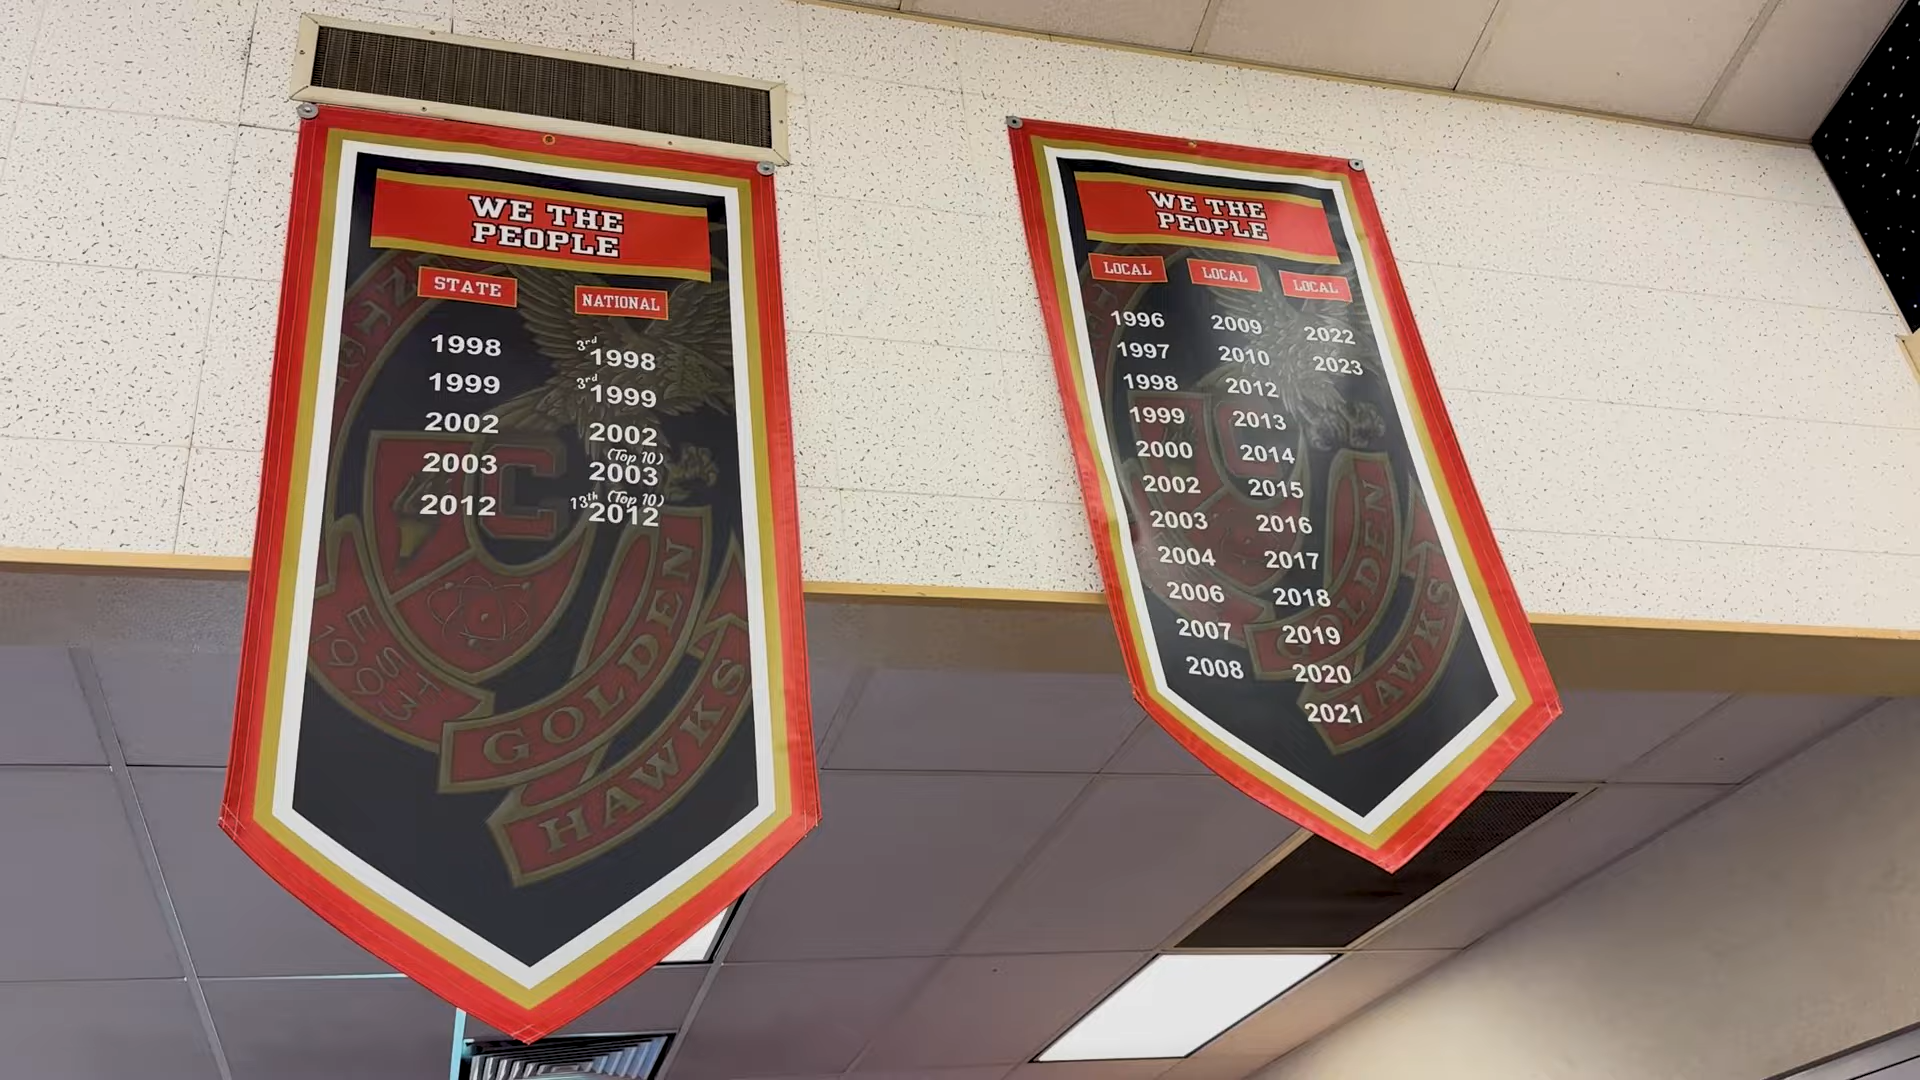 WE THE
PEOPLE
STATE
1998
1999
2002
2003
2012
NATIONAL
3rd
1998
3rd
1999
2002
(Top 10)
2003
13th (Top 10)
2012
C
EST
1993
GOLDEN
HAWKS
WE THE
PEOPLE
LOCAL
1996
1997
1998
1999
2000
2002
2003
2004
2006
2007
2008
LOCAL
2009
2010
2012
2013
2014
2015
2016
2017
2018
2019
2020
2021
LOCAL
2022
2023
GOLDEN
HAWKS